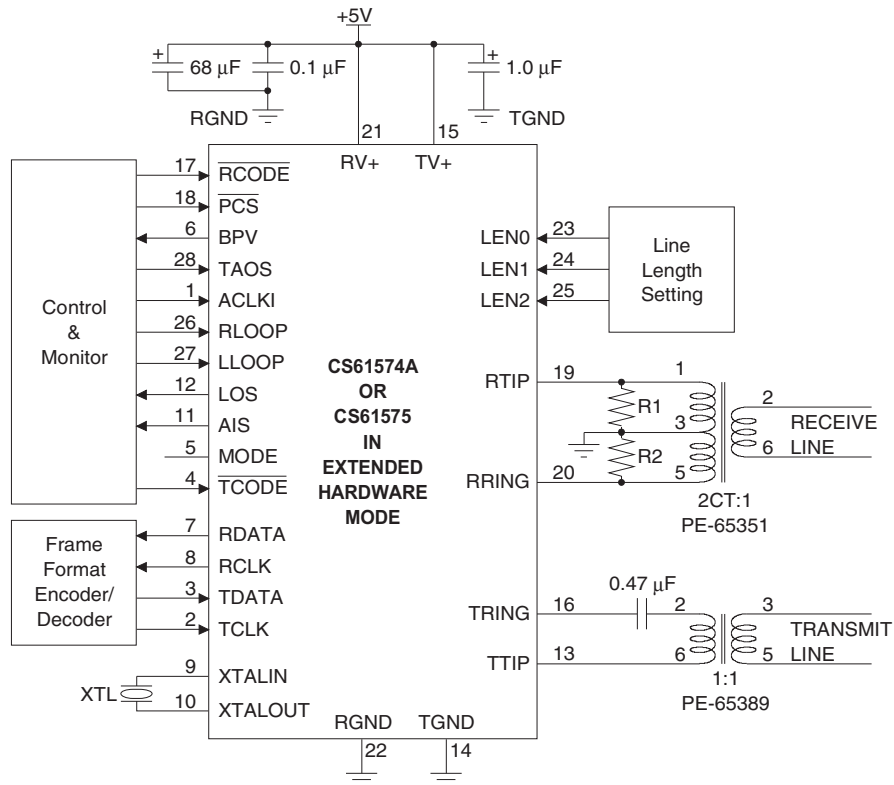 +5V
+
68 μF
0.1 μF
+
1.0 μF
RGND
TGND
21
15
RV+
TV+
Control
&
Monitor
17
RCODE
18
PCS
6
BPV
28
TAOS
1
ACLKI
26
RLOOP
27
LLOOP
12
LOS
11
AIS
5
MODE
4
TCODE
Frame
Format
Encoder/
Decoder
7
RDATA
8
RCLK
3
TDATA
2
TCLK
XTL
9
XTALIN
10
XTALOUT
CS61574A
OR
CS61575
IN
EXTENDED
HARDWARE
MODE
LEN0
23
LEN1
24
LEN2
25
Line
Length
Setting
RTIP
19
RRING
20
R1
R2
1
3
5
2
6
RECEIVE
LINE
2CT:1
PE-65351
TRING
16
0.47 μF
TTIP
13
2
6
3
5
TRANSMIT
LINE
1:1
PE-65389
RGND
TGND
22
14